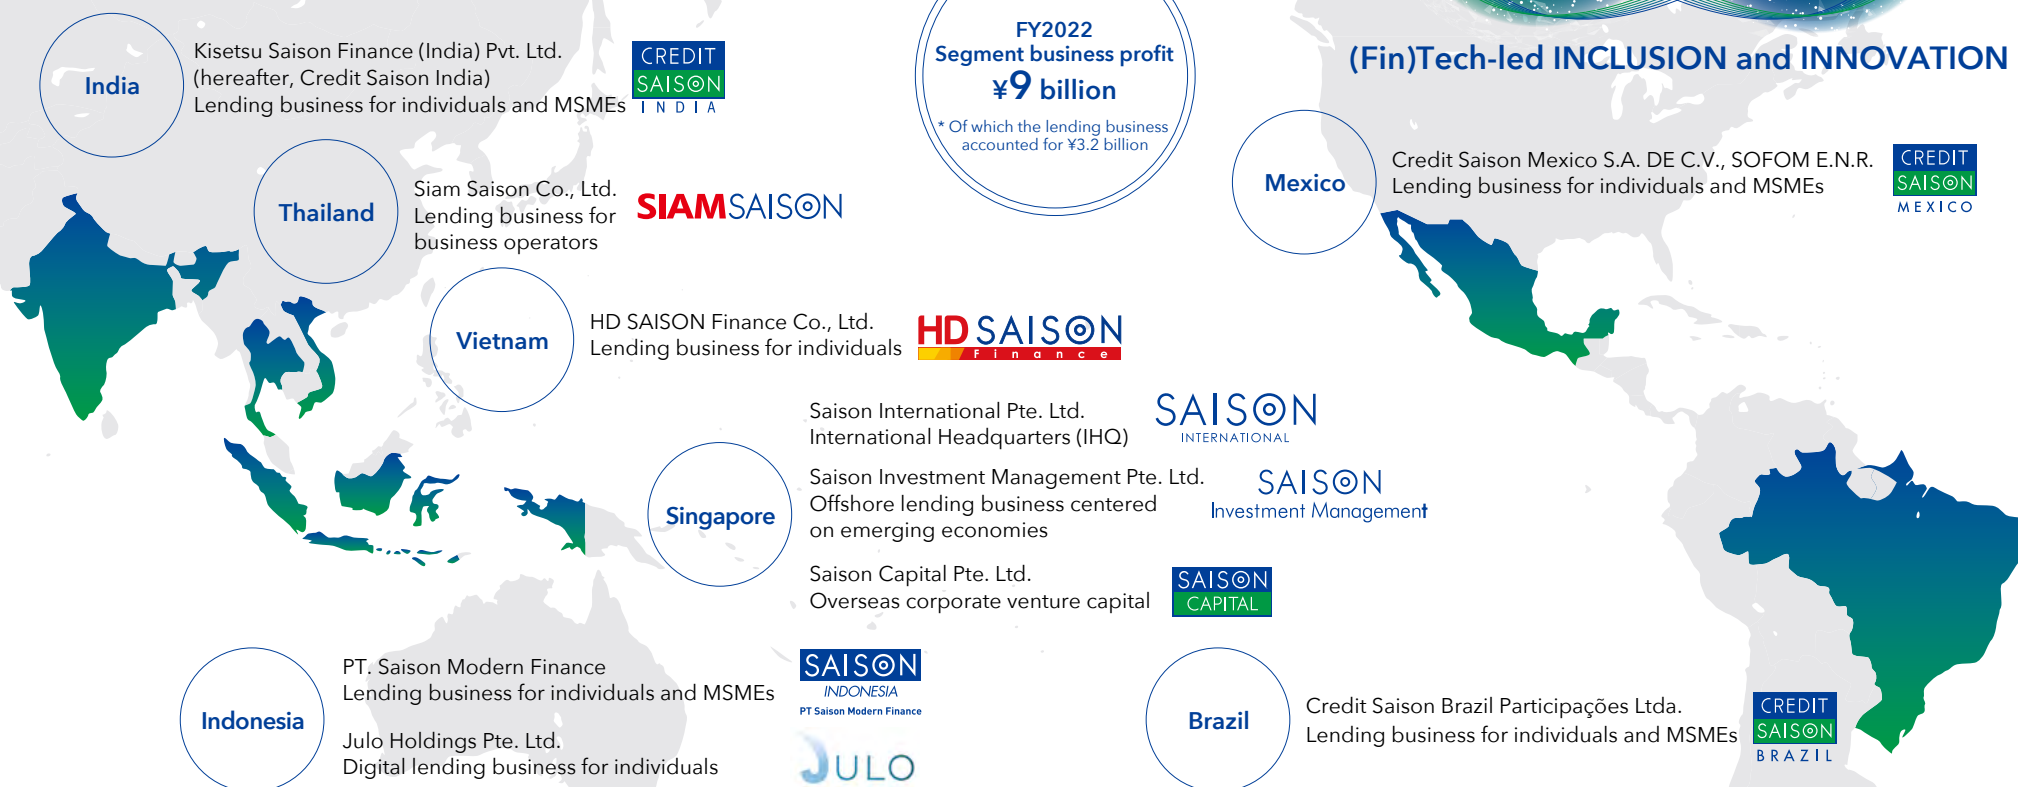 FY2022
Segment business profit
¥9 billion
* Of which the lending business
accounted for ¥3.2 billion
(Fin)Tech-led INCLUSION and INNOVATION
India
Kisetsu Saison Finance (India) Pvt. Ltd.
(hereafter, Credit Saison India)
Lending business for individuals and MSMEs
CREDIT
SAISON
INDIA
Thailand
Siam Saison Co., Ltd.
Lending business for
business operators
SIAM SAISON
Mexico
Credit Saison Mexico S.A. DE C.V., SOFOM E.N.R.
Lending business for individuals and MSMEs
CREDIT
SAISON
MEXICO
Vietnam
HD SAISON Finance Co., Ltd.
Lending business for individuals
HD SAISON
Finance
Singapore
Saison International Pte. Ltd.
International Headquarters (IHQ)
SAISON
INTERNATIONAL
Saison Investment Management Pte. Ltd.
Offshore lending business centered
on emerging economies
SAISON
Investment Management
Saison Capital Pte. Ltd.
Overseas corporate venture capital
SAISON
CAPITAL
Indonesia
PT. Saison Modern Finance
Lending business for individuals and MSMEs
SAISON
INDONESIA
PT Saison Modern Finance
Julo Holdings Pte. Ltd.
Digital lending business for individuals
JULO
Brazil
Credit Saison Brazil Participações Ltda.
Lending business for individuals and MSMEs
CREDIT
SAISON
BRAZIL